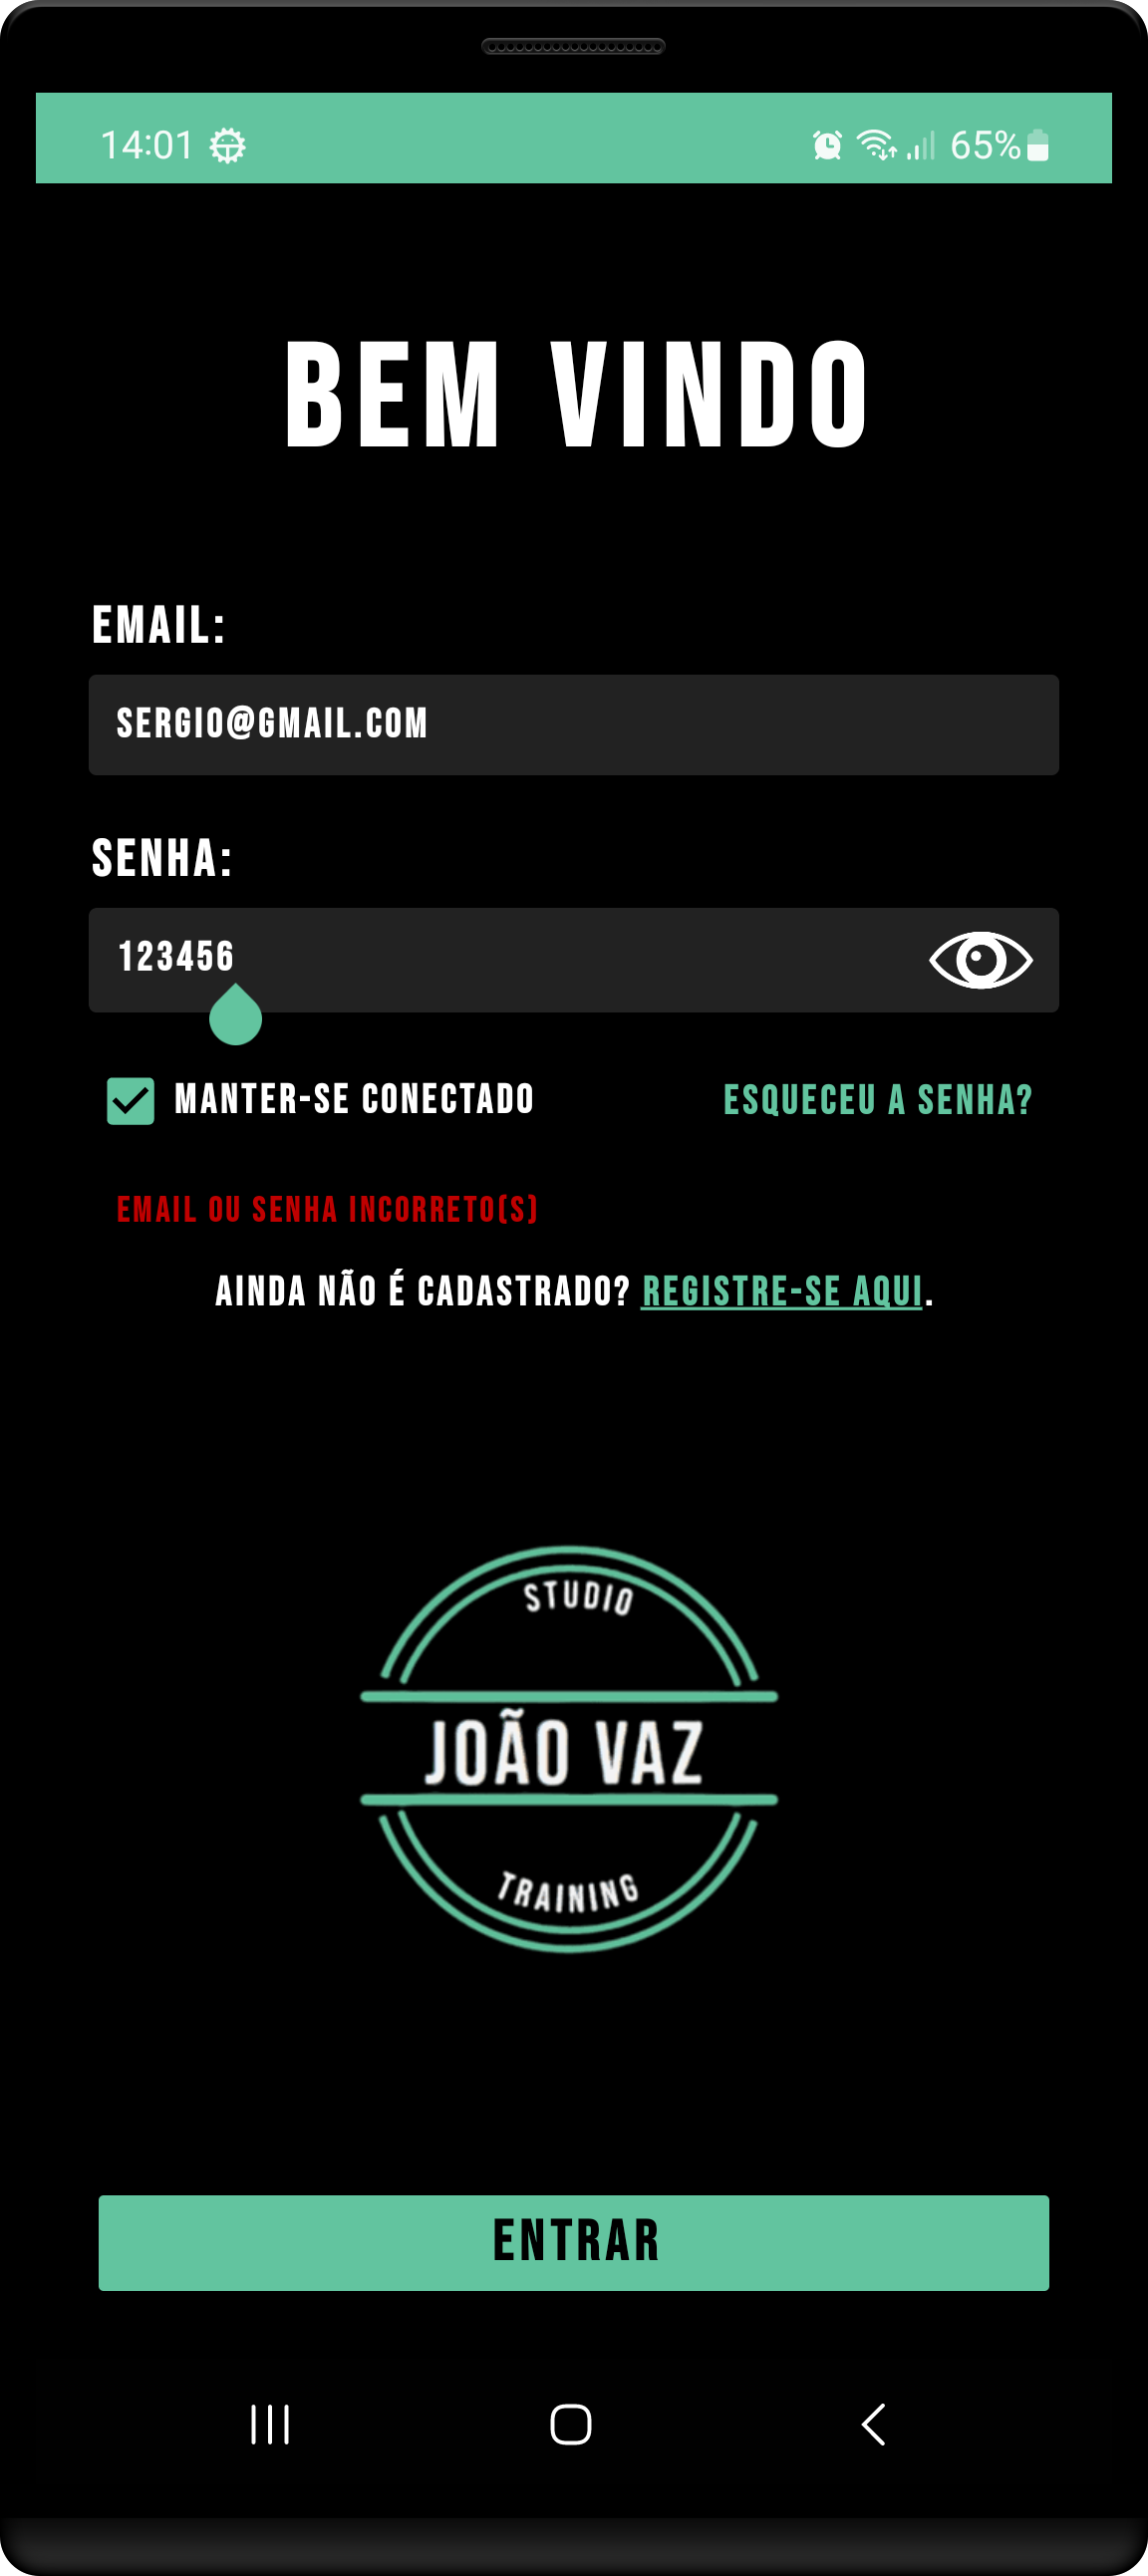 14:01 65%
BEM VINDO
EMAIL:
SERGIO@GMAIL.COM
SENHA:
123456
MANTER-SE CONECTADO ESQUECEU A SENHA?
EMAIL OU SENHA INCORRETO(S)
AINDA NÃO É CADASTRADO? REGISTRE-SE AQUI.
STUDIO
JOÃO VAZ
TRAINING
ENTRAR